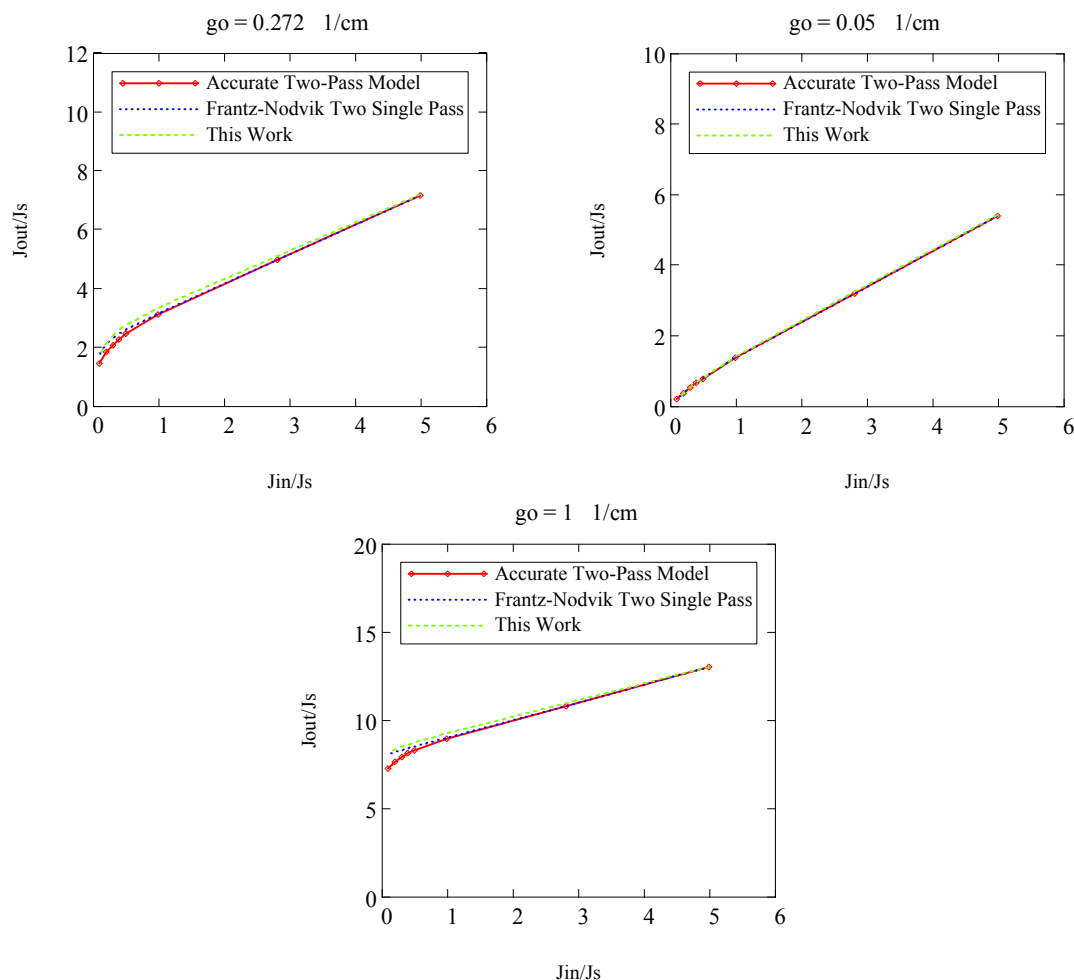 go = 0.272 1/cm
12
10
8
6
4
2
0
Jout/Js
Accurate Two-Pass Model
Frantz-Nodvik Two Single Pass
This Work
0 1 2 3 4 5 6
Jin/Js
go = 0.05 1/cm
10
8
6
4
2
0
Jout/Js
Accurate Two-Pass Model
Frantz-Nodvik Two Single Pass
This Work
0 1 2 3 4 5 6
Jin/Js
go = 1 1/cm
20
15
10
5
0
Jout/Js
Accurate Two-Pass Model
Frantz-Nodvik Two Single Pass
This Work
0 1 2 3 4 5 6
Jin/Js